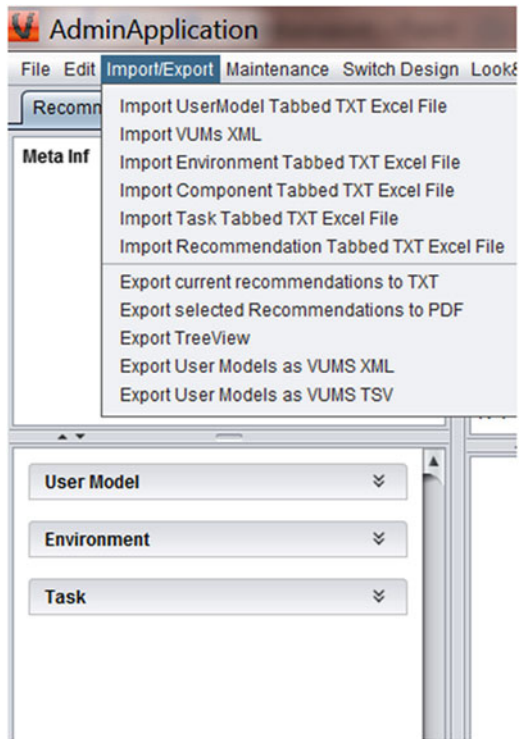 AdminApplication
File Edit Import/Export Maintenance Switch Design
Recomn
Meta Inf
Import UserModel Tabbed TXT Excel File
Import VUMs XML
Import Environment Tabbed TXT Excel File
Import Component Tabbed TXT Excel File
Import Task Tabbed TXT Excel File
Import Recommendation Tabbed TXT Excel File
Export current recommendations to TXT
Export selected Recommendations to PDF
Export TreeView
Export User Models as VUMS XML
Export User Models as VUMS TSV
User Model
Environment
Task